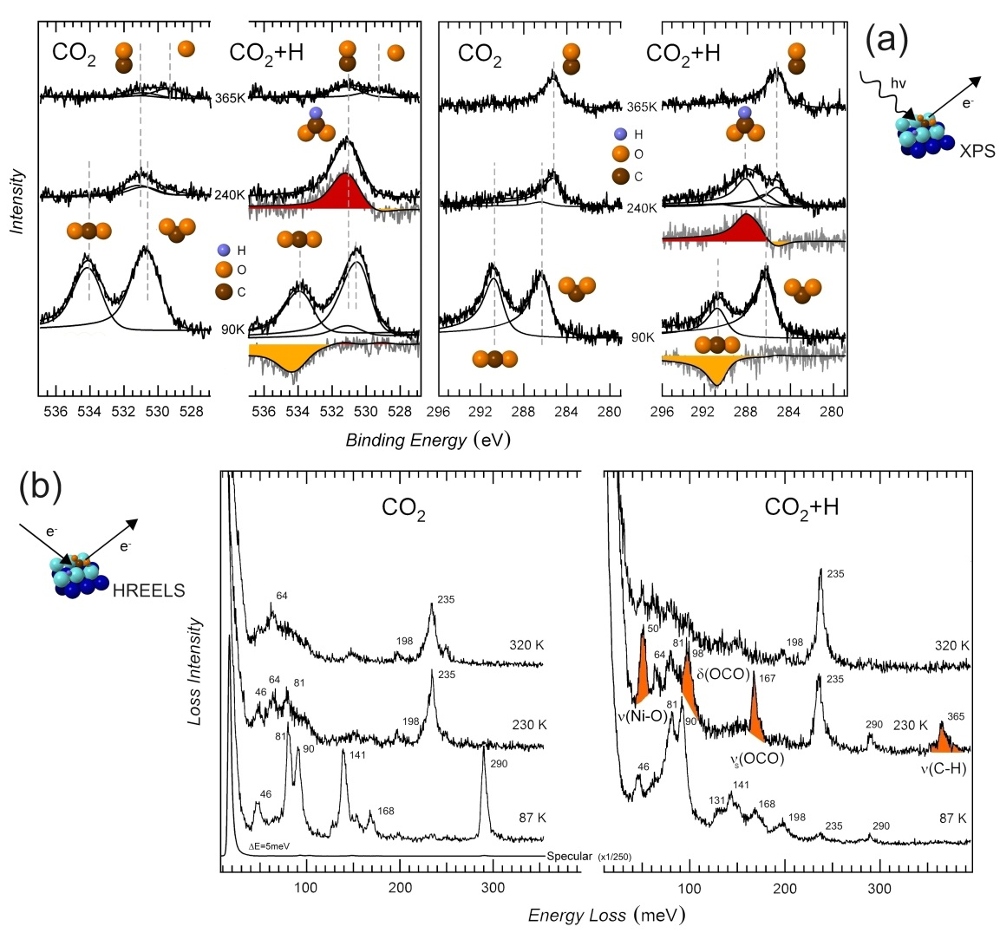 (a)
CO₂
CO₂+H
CO₂
CO₂+H
hν
e⁻
XPS
365K
365K
H
O
C
240K
240K
H
O
C
90K
90K
Intensity
536 534 532 530 528
536 534 532 530 528
296 292 288 284 280
296 292 288 284 280
Binding Energy (eV)
(b)
e⁻
e⁻
HREELS
CO₂
CO₂+H
Loss Intensity
64
198
235
320 K
46
64
81
198
235
230 K
46
81
90
141
168
290
87 K
ΔE=5meV
Specular (x1/250)
198
235
320 K
50
64
81
98
δ(OCO)
167
235
290
230 K
365
ν(Ni-O)
νs(OCO)
ν(C-H)
46
81
90
131
141
168
198
235
290
87 K
100 200 300
100 200 300
Energy Loss (meV)